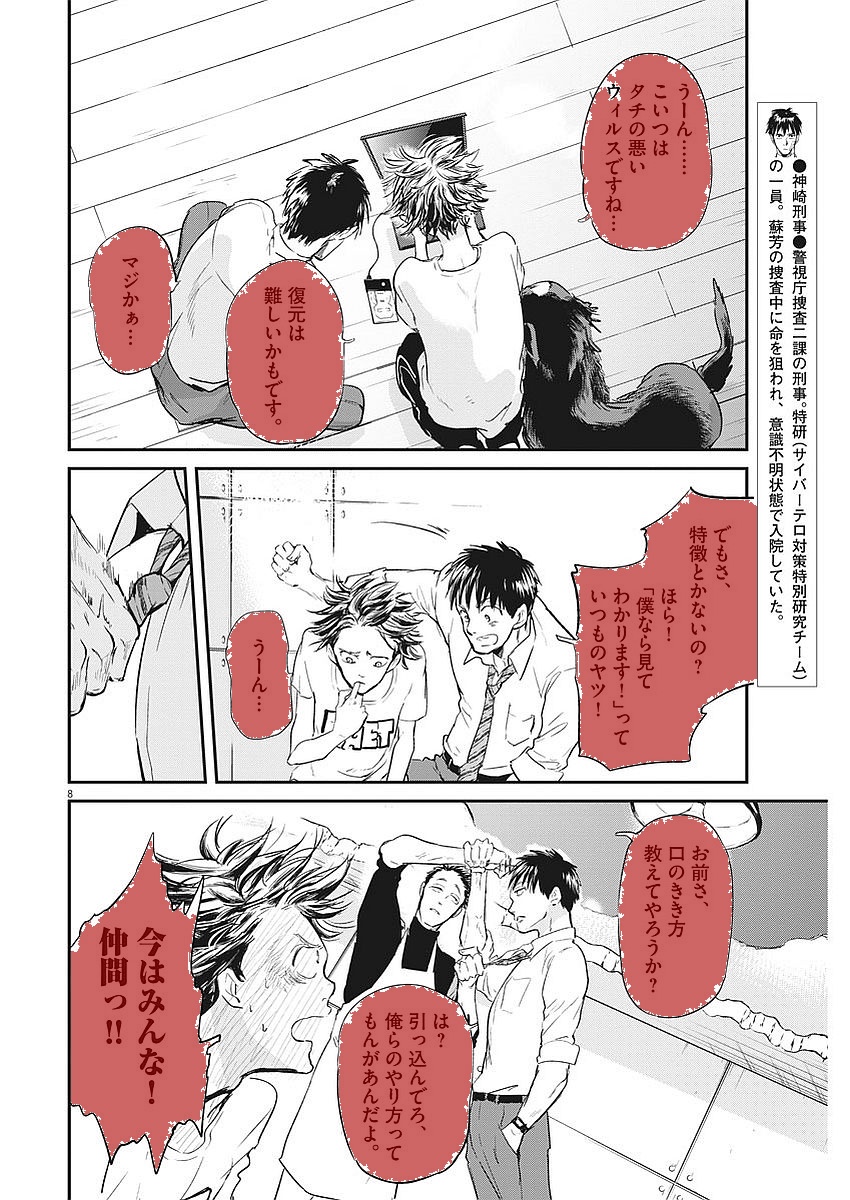 ●神崎刑事●警視庁捜査二課の刑事。特研(サイバーテロ対策特別研究チーム)
の一員。蘇芳の捜査中に命を狙われ、意識不明状態で入院していた。
うーん……
こいつは
タチの悪い
ウィルスですね…
復元は
難しいかもです。
マジかぁ…
でもさ、
特徴とかないの?
ほら!
「僕なら見て
わかります!」って
いつものヤツ!
うーん…
8
お前さ、
口のきき方
教えてやろうか?
は?
引っ込んでろ、
俺らのやり方って
もんがあんだよ。
今はみんな!
仲間っ!!